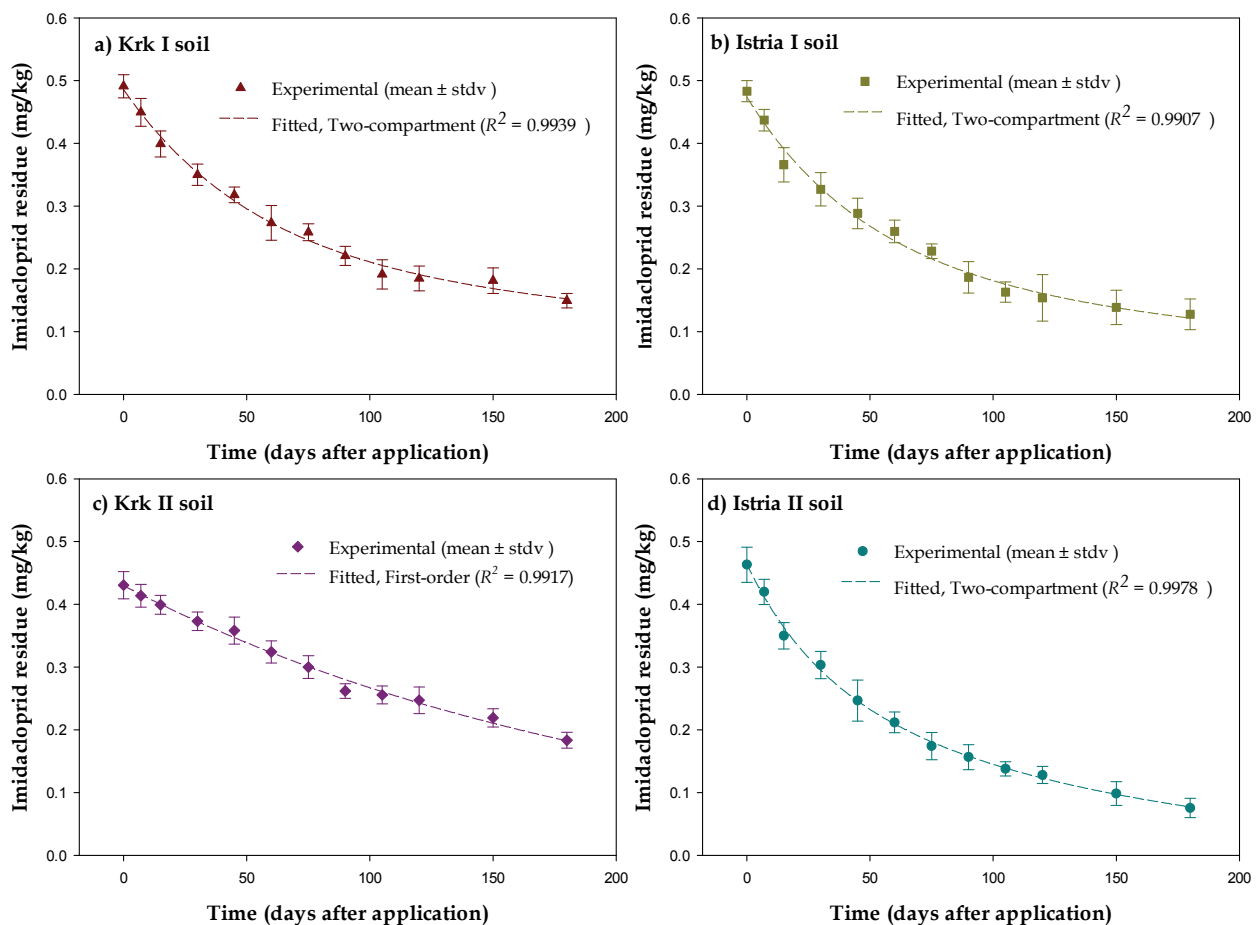 a) Krk I soil
Experimental (mean ± stdv )
Fitted, Two-compartment (R² = 0.9939 )
Imidacloprid residue (mg/kg)
0.6
0.5
0.4
0.3
0.2
0.1
0.0
0 50 100 150 200
Time (days after application)
b) Istria I soil
Experimental (mean ± stdv )
Fitted, Two-compartment (R² = 0.9907 )
Imidacloprid residue (mg/kg)
0.6
0.5
0.4
0.3
0.2
0.1
0.0
0 50 100 150 200
Time (days after application)
c) Krk II soil
Experimental (mean ± stdv )
Fitted, First-order (R² = 0.9917)
Imidacloprid residue (mg/kg)
0.6
0.5
0.4
0.3
0.2
0.1
0.0
0 50 100 150 200
Time (days after application)
d) Istria II soil
Experimental (mean ± stdv )
Fitted, Two-compartment (R² = 0.9978 )
Imidacloprid residue (mg/kg)
0.6
0.5
0.4
0.3
0.2
0.1
0.0
0 50 100 150 200
Time (days after application)